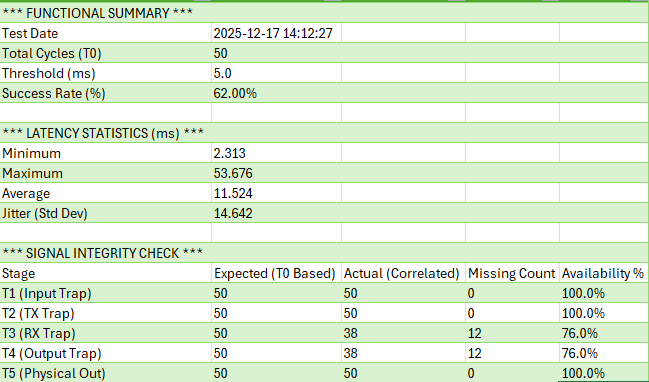 *** FUNCTIONAL SUMMARY ***
Test Date 2025-12-17 14:12:27
Total Cycles (T0) 50
Threshold (ms) 5.0
Success Rate (%) 62.00%
*** LATENCY STATISTICS (ms) ***
Minimum 2.313
Maximum 53.676
Average 11.524
Jitter (Std Dev) 14.642
*** SIGNAL INTEGRITY CHECK ***
Stage Expected (T0 Based) Actual (Correlated) Missing Count Availability %
T1 (Input Trap) 50 50 0 100.0%
T2 (TX Trap) 50 50 0 100.0%
T3 (RX Trap) 50 38 12 76.0%
T4 (Output Trap) 50 38 12 76.0%
T5 (Physical Out) 50 50 0 100.0%